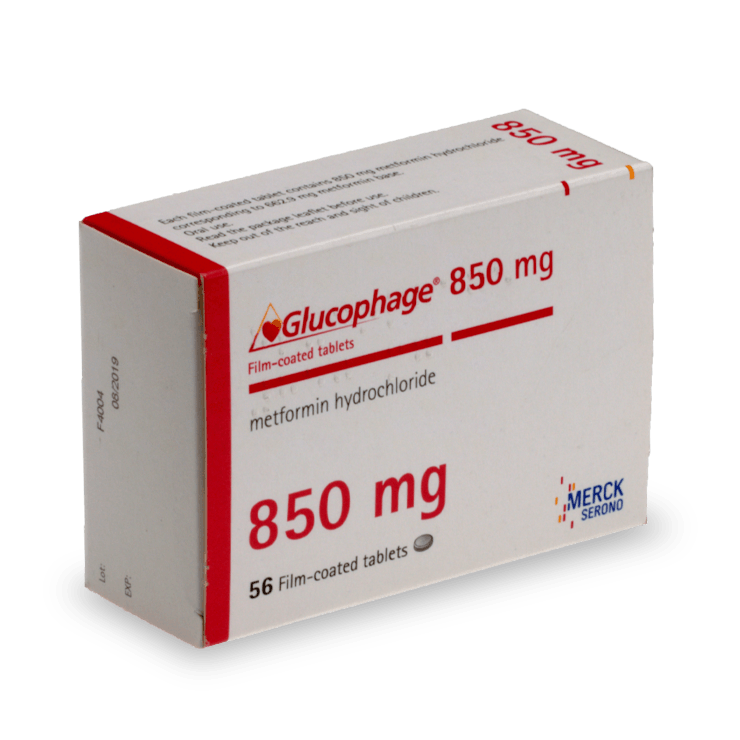 850 mg
Each film-coated tablet contains 850 mg metformin hydrochloride
corresponding to 662.9 mg metformin base.
Oral use.
Read the package leaflet before use.
Keep out of the reach and sight of children.
Glucophage® 850 mg
Film-coated tablets
metformin hydrochloride
850 mg
56 Film-coated tablets
MERCK
SERONO
Lot: F4004
EXP: 08/2019